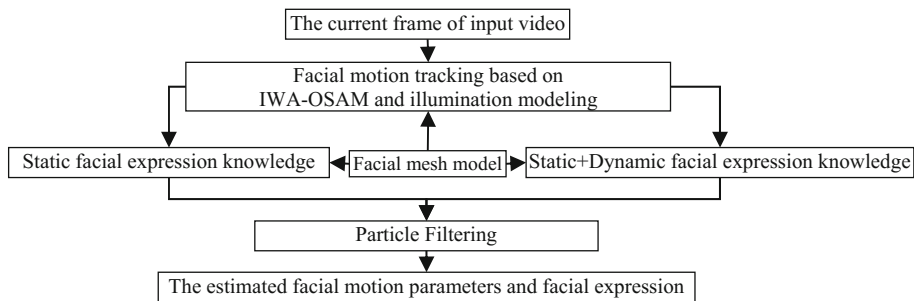 The current frame of input video
Facial motion tracking based on
IWA-OSAM and illumination modeling
Static facial expression knowledge
Facial mesh model
Static+Dynamic facial expression knowledge
Particle Filtering
The estimated facial motion parameters and facial expression